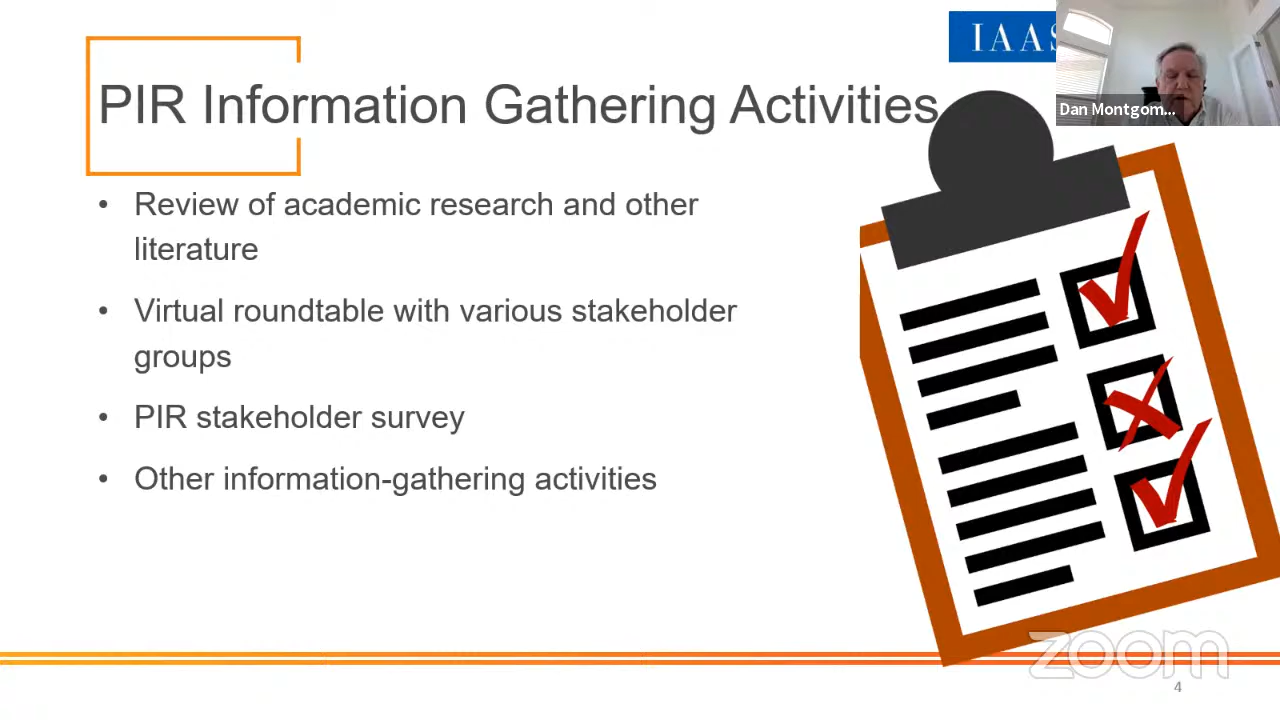 IAAS
Dan Montgom...
PIR Information Gathering Activities
• Review of academic research and other
literature
• Virtual roundtable with various stakeholder
groups
• PIR stakeholder survey
• Other information-gathering activities
zoom
4